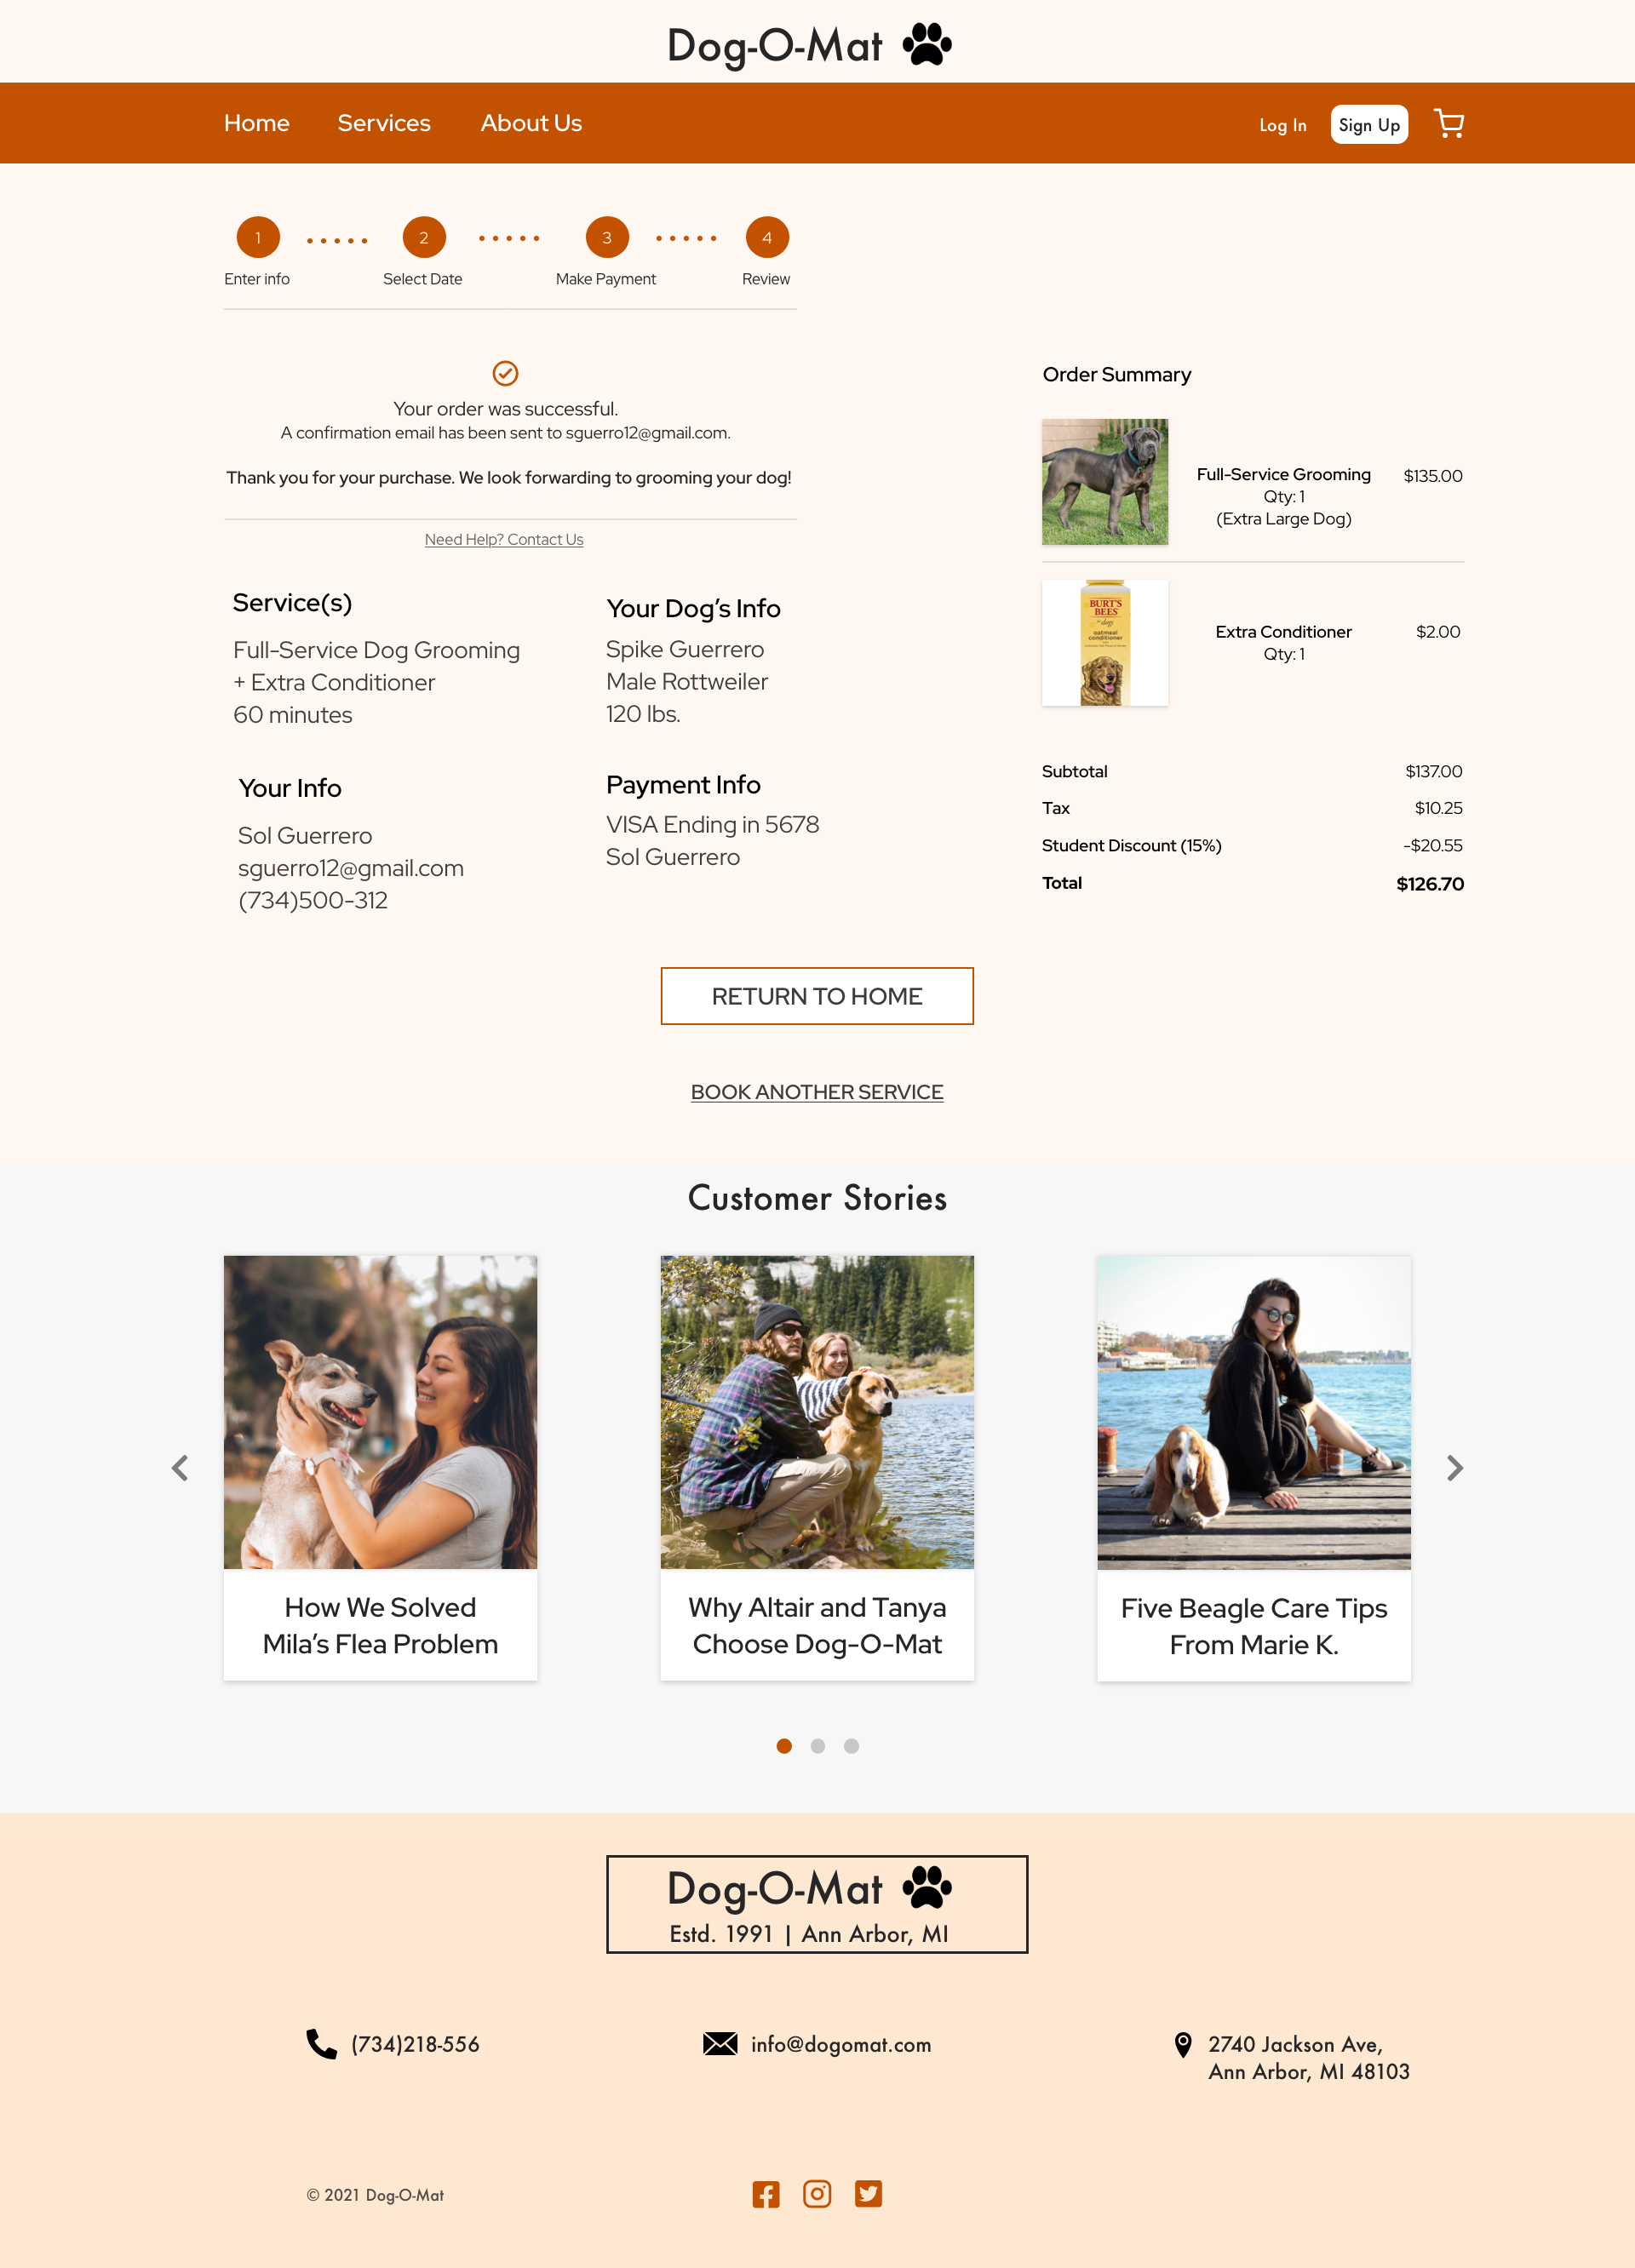 Dog-O-Mat
Home
Services
About Us
Log In
Sign Up
1
2
3
4
Enter info
Select Date
Make Payment
Review
Your order was successful.
A confirmation email has been sent to sguerro12@gmail.com.
Thank you for your purchase. We look forwarding to grooming your dog!
Need Help? Contact Us
Service(s)
Full-Service Dog Grooming
+ Extra Conditioner
60 minutes
Your Dog’s Info
Spike Guerrero
Male Rottweiler
120 lbs.
Your Info
Sol Guerrero
sguerro12@gmail.com
(734)500-312
Payment Info
VISA Ending in 5678
Sol Guerrero
Order Summary
Full-Service Grooming
Qty: 1
(Extra Large Dog)
$135.00
BURT'S
BEES
for dogs
oatmeal
conditioner
Extra Conditioner
Qty: 1
$2.00
Subtotal
$137.00
Tax
$10.25
Student Discount (15%)
-$20.55
Total
$126.70
RETURN TO HOME
BOOK ANOTHER SERVICE
Customer Stories
How We Solved
Mila’s Flea Problem
Why Altair and Tanya
Choose Dog-O-Mat
Five Beagle Care Tips
From Marie K.
Dog-O-Mat
Estd. 1991 | Ann Arbor, MI
(734)218-556
info@dogomat.com
2740 Jackson Ave,
Ann Arbor, MI 48103
© 2021 Dog-O-Mat